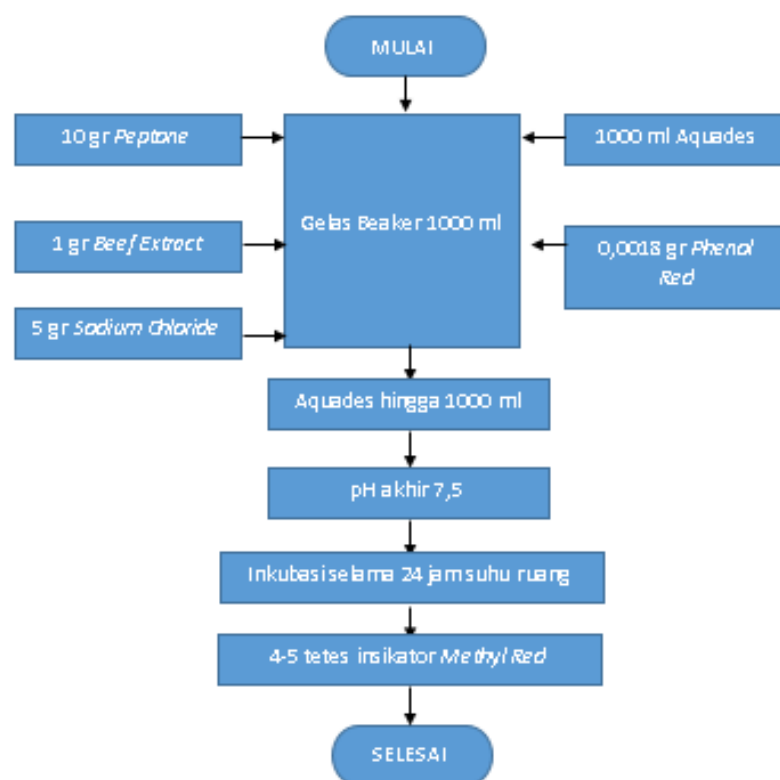 MULAI
10 gr Peptone
1000 ml Aquades
Gelas Beaker 1000 ml
1 gr Beef Extract
0,0018 gr Phenol
Red
5 gr Sodium Chloride
Aquades hingga 1000 ml
pH akhir 7,5
Inkubasi selama 24 jam suhu ruang
4-5 tetes insikator Methyl Red
SELESAI